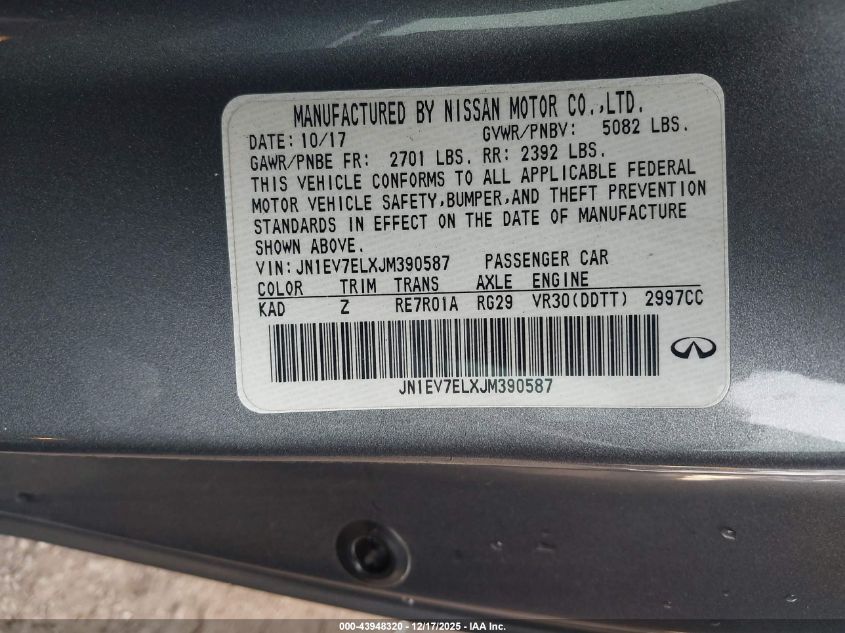 MANUFACTURED BY NISSAN MOTOR CO.,LTD.
DATE: 10/17 GVWR/PNBV: 5082 LBS.
GAWR/PNBE FR: 2701 LBS. RR: 2392 LBS.
THIS VEHICLE CONFORMS TO ALL APPLICABLE FEDERAL
MOTOR VEHICLE SAFETY,BUMPER,AND THEFT PREVENTION
STANDARDS IN EFFECT ON THE DATE OF MANUFACTURE
SHOWN ABOVE.
VIN:JN1EV7ELXJM390587 PASSENGER CAR
COLOR TRIM TRANS AXLE ENGINE
KAD Z RE7R01A RG29 VR30(DDTT) 2997CC
JN1EV7ELXJM390587
000-43948320 - 12/17/2025 - IAA Inc.